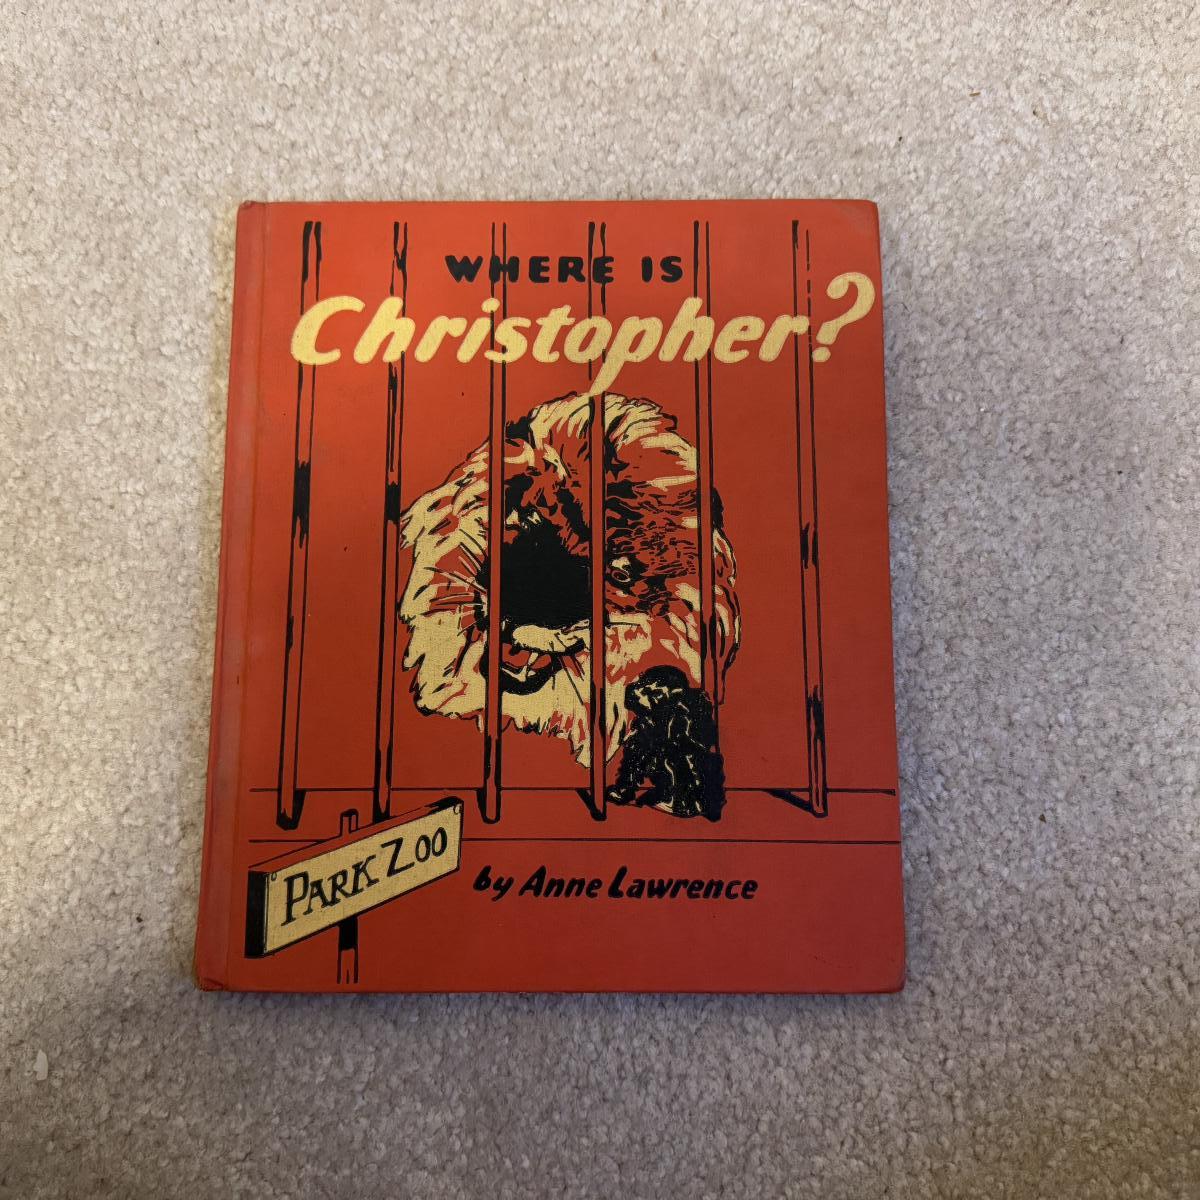 WHERE IS
Christopher?
PARK ZOO
by Anne Lawrence